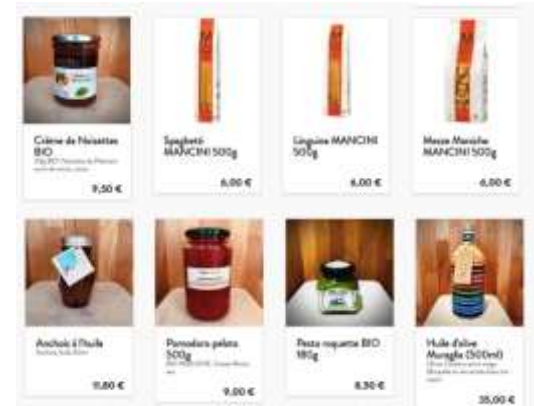 Crème de Noisettes
BIO
9,50 €
Spaghetti
MANCINI 500g
6,00 €
Linguine MANCINI
500g
6,00 €
Mezze Maniche
MANCINI 500g
6,00 €
Anchois à l'huile
11,80 €
Pomodoro pelato
500g
9,00 €
Pesto roquette BIO
180g
8,50 €
Huile d'olive
Muraglia (500ml)
35,00 €